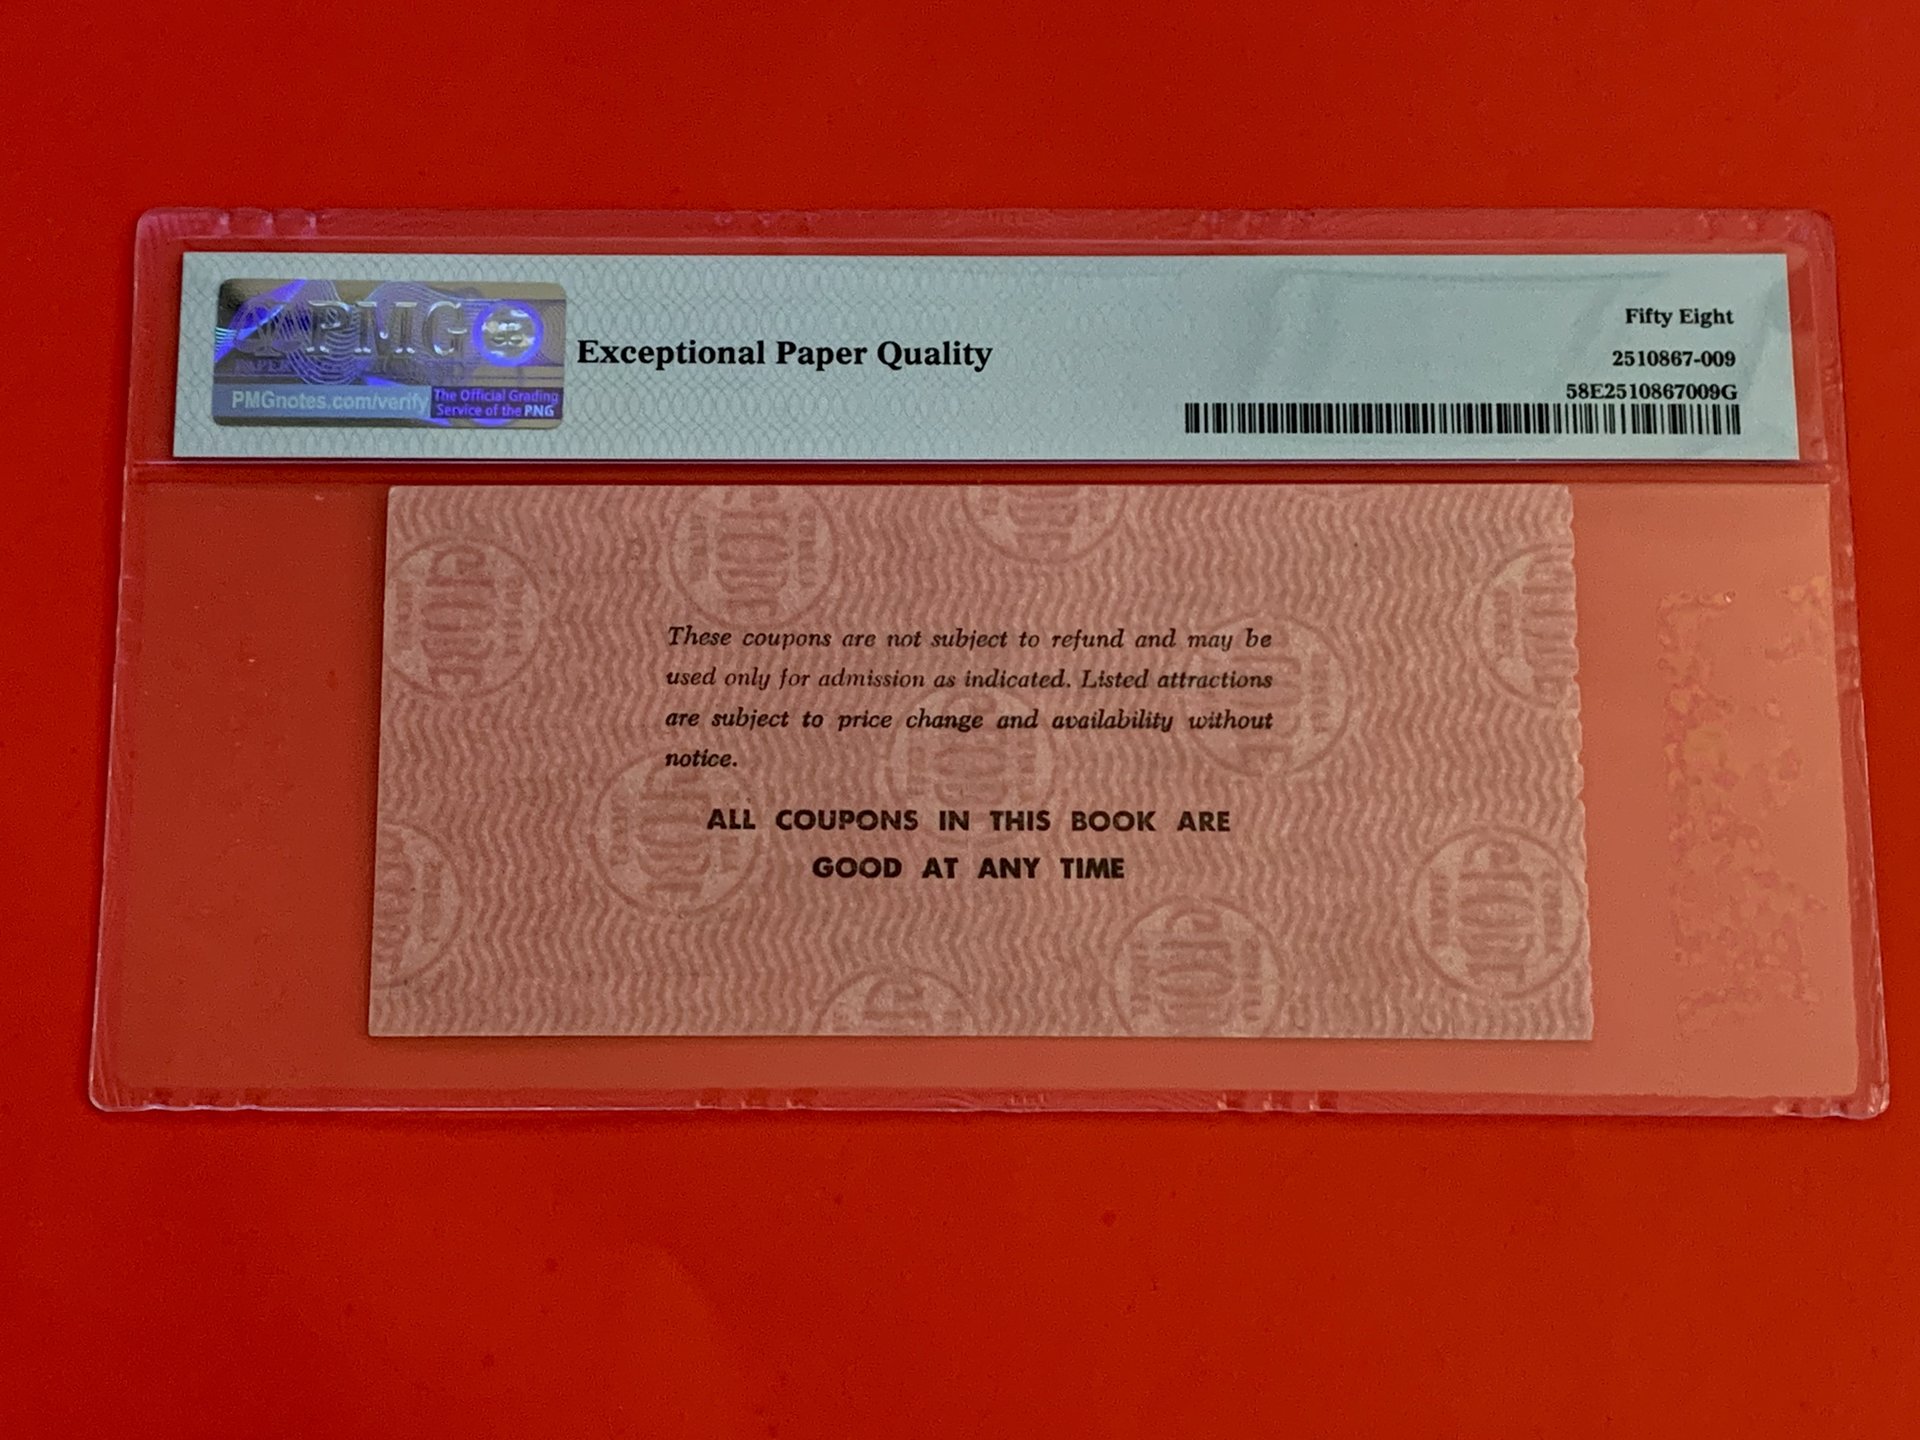 PMG
PMGnotes.com/verify
The Official Grading
Service of the PNG
Exceptional Paper Quality
Fifty Eight
2510867-009
58E2510867009G
GLOBE
These coupons are not subject to refund and may be
used only for admission as indicated. Listed attractions
are subject to price change and availability without
notice.
ALL COUPONS IN THIS BOOK ARE
GOOD AT ANY TIME